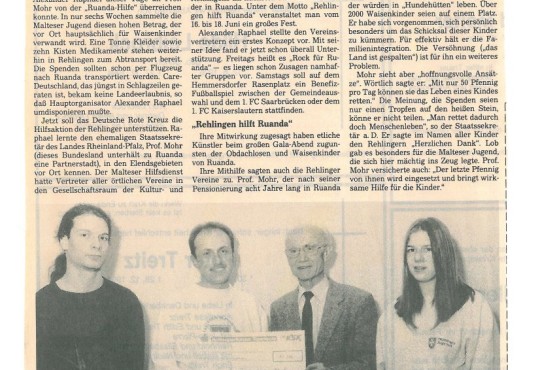 Mohr von der „Ruanda-Hilfe" überreichen
konnte. In nur sechs Wochen sammelte die
Malteser Jugend diesen hohen Betrag, der
vor Ort hauptsächlich für Waisenkinder
verwandt wird. Eine Tonne Kleider sowie
zehn Kisten Medikamente stehen weiter-
hin in Rehlingen zum Abtransport bereit.
Die Spenden sollten schon per Flugzeug
nach Ruanda transportiert werden. Care-
Deutschland, das jüngst in Schlagzeilen ge-
raten ist, bekam keine Landeerlaubnis, so
daß Hauptorganisator Alexander Raphael
undisponieren mußte.
Jetzt soll das Deutsche Rote Kreuz die
Hilfsaktion der Rehlinger unterstützen. Ra-
phael lernte den ehemaligen Staatssekre-
tär des Landes Rheinland-Pfalz, Prof. Mohr
(dieses Bundesland unterhält zu Ruanda
eine Partnerstadt), in den Elendsgebieten
vor Ort kennen. Der Malteser Hilfsdienst
hatte Vertreter aller örtlichen Vereine in
den Gesellschaftsraum der Kultur- und
der in Ruanda. Unter dem Motto „Rehlin-
gen hilft Ruanda" veranstaltet man vom
16. bis 18. Juni ein großes Fest.
Alexander Raphael stellte den Vereins-
vertretern ein erstes Konzept vor. Mit sei-
ner Idee fand er jetzt schon überall Unter-
stützung. Freitags heißt es „Rock für Ru-
anda" — es liegen schon Zusagen namhaf-
ter Gruppen vor. Samstags soll auf dem
Hemmersdorfer Rasenplatz ein Benefiz-
Fußballspiel zwischen der Gemeindeaus-
wahl und dem 1. FC Saarbrücken oder dem
1. FC Kaiserslautern stattfinden.
„Rehlingen hilft Ruanda"
Ihre Mitwirkung zugesagt haben etliche
Künstler beim großen Gala-Abend zugun-
sten der Obdachlosen und Waisenkinder
von Ruanda.
Ihre Mithilfe sagten auch die Rehlinger
Vereine zu. Prof. Mohr, der nach seiner
Pensionierung acht Jahre lang in Ruanda
der würden in „Hundehütten" leben. Über
2000 Waisenkinder seien auf einem Platz.
Er habe sich vorgenommen, sich persönlich
besonders um das Schicksal dieser Kinder
zu kümmern. Für effektiv hält er die Fa-
milienintegration. Die Versöhnung („das
Land ist gespalten") ist für ihn ein weiteres
Problem.
Mohr sieht aber „hoffnungsvolle Ansät-
ze". Wörtlich sagte er: „Mit nur 50 Pfennig
pro Tag können sie das Leben eines Kindes
retten." Die Meinung, die Spenden seien
nur einen Tropfen auf den heißen Stein,
könne er nicht teilen. „Man rettet dadurch
doch Menschenleben", so der Staatssekre-
tär a. D. Er sagte im Namen aller Kinder
den Rehlingern „Herzlichen Dank". Lob
gab es besonders für die Malteser Jugend,
die sich hier mächtig ins Zeug legte. Prof.
Mohr versicherte auch: „Der letzte Pfennig
von ihnen wird eingesetzt und bringt wirk-
same Hilfe für die Kinder."